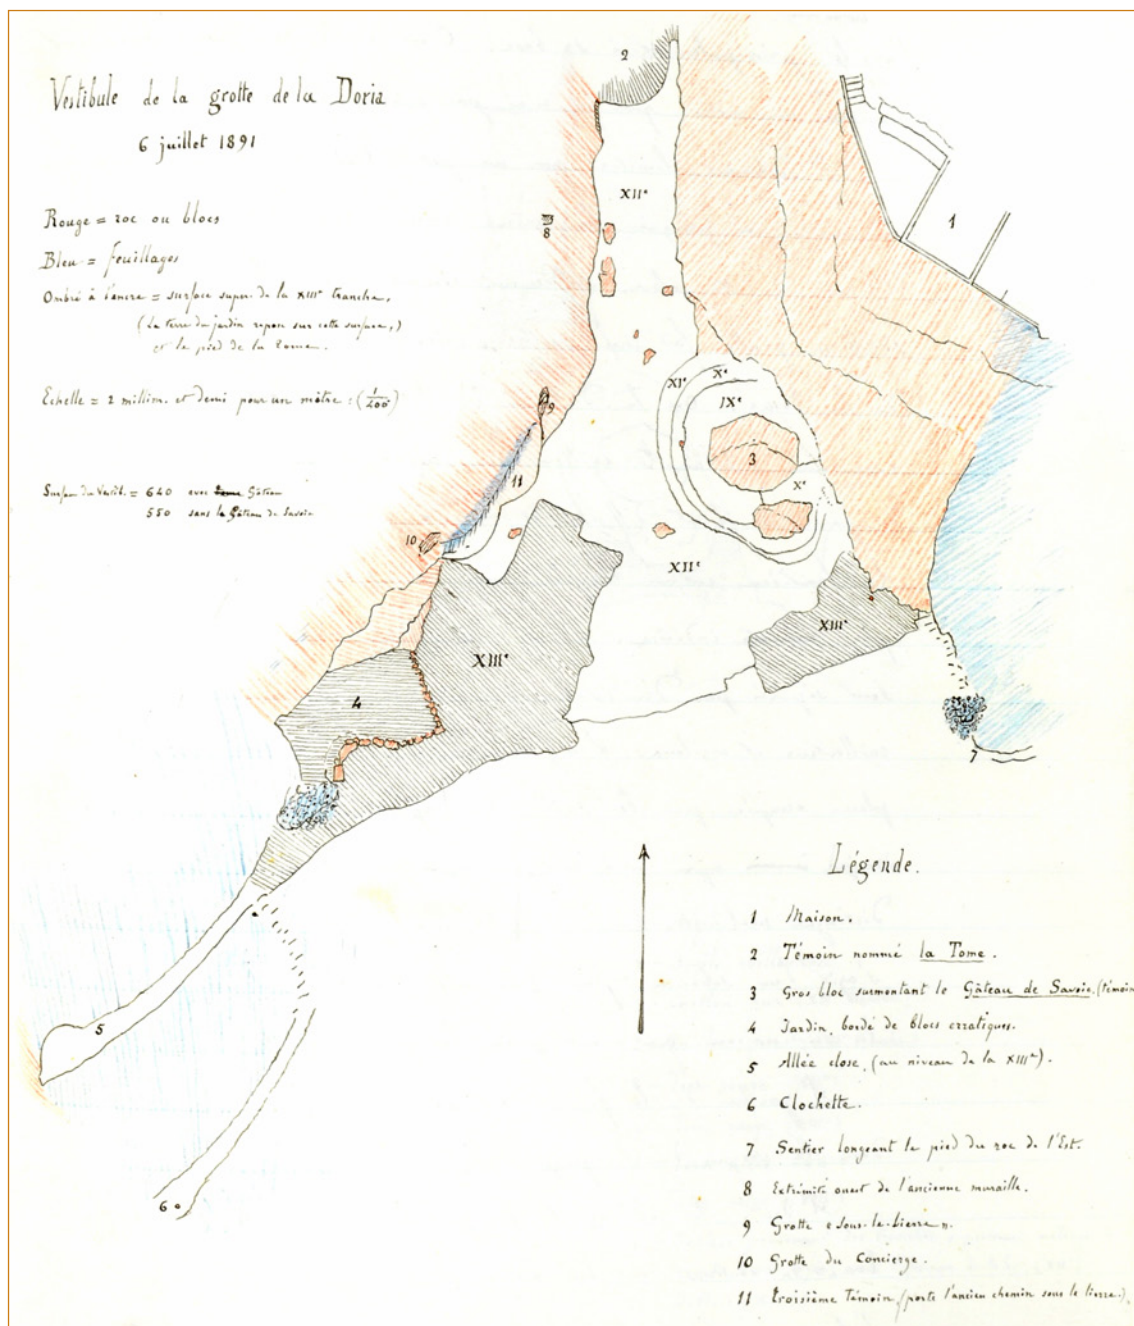 Vestibule de la grotte de la Doria
6 juillet 1891
Rouge = roc ou blocs
Bleu = feuillages
Ombré à l'encre = surface super. de la XIIIe tranche,
(La terre du jardin repose sur cette surface,)
et le pied de la Tome.
Echelle = 2 millim. et demi pour un mètre : (1/400)
Surface du Vestib. = 640 avec Gâteau
550 sans le Gâteau de Savoie
2
XIIe
8
1
XIe
Xe
IXe
9
3
11
Xe
10
XIIe
XIIIe
XIIIe
4
7
5
6
Légende.
1 Maison.
2 Témoin nommé la Tome.
3 Gros bloc surmontant le Gâteau de Savoie. (témoin
4 Jardin, bordé de blocs erratiques.
5 Allée close, (au niveau de la XIIIe).
6 Clochette.
7 Sentier longeant le pied du roc de l'Est.
8 Extrémité ouest de l'ancienne muraille.
9 Grotte « sous-le-lierre ».
10 Grotte du Concierge.
11 Troisième Témoin, (porte l'ancien chemin sous le lierre.)